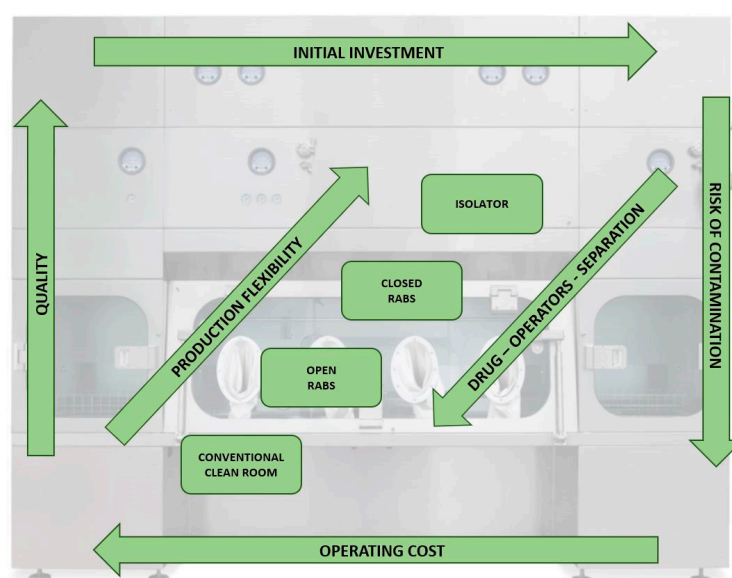 INITIAL INVESTMENT
QUALITY
PRODUCTION FLEXIBILITY
ISOLATOR
CLOSED
RABS
OPEN
RABS
CONVENTIONAL
CLEAN ROOM
DRUG – OPERATORS - SEPARATION
RISK OF CONTAMINATION
OPERATING COST